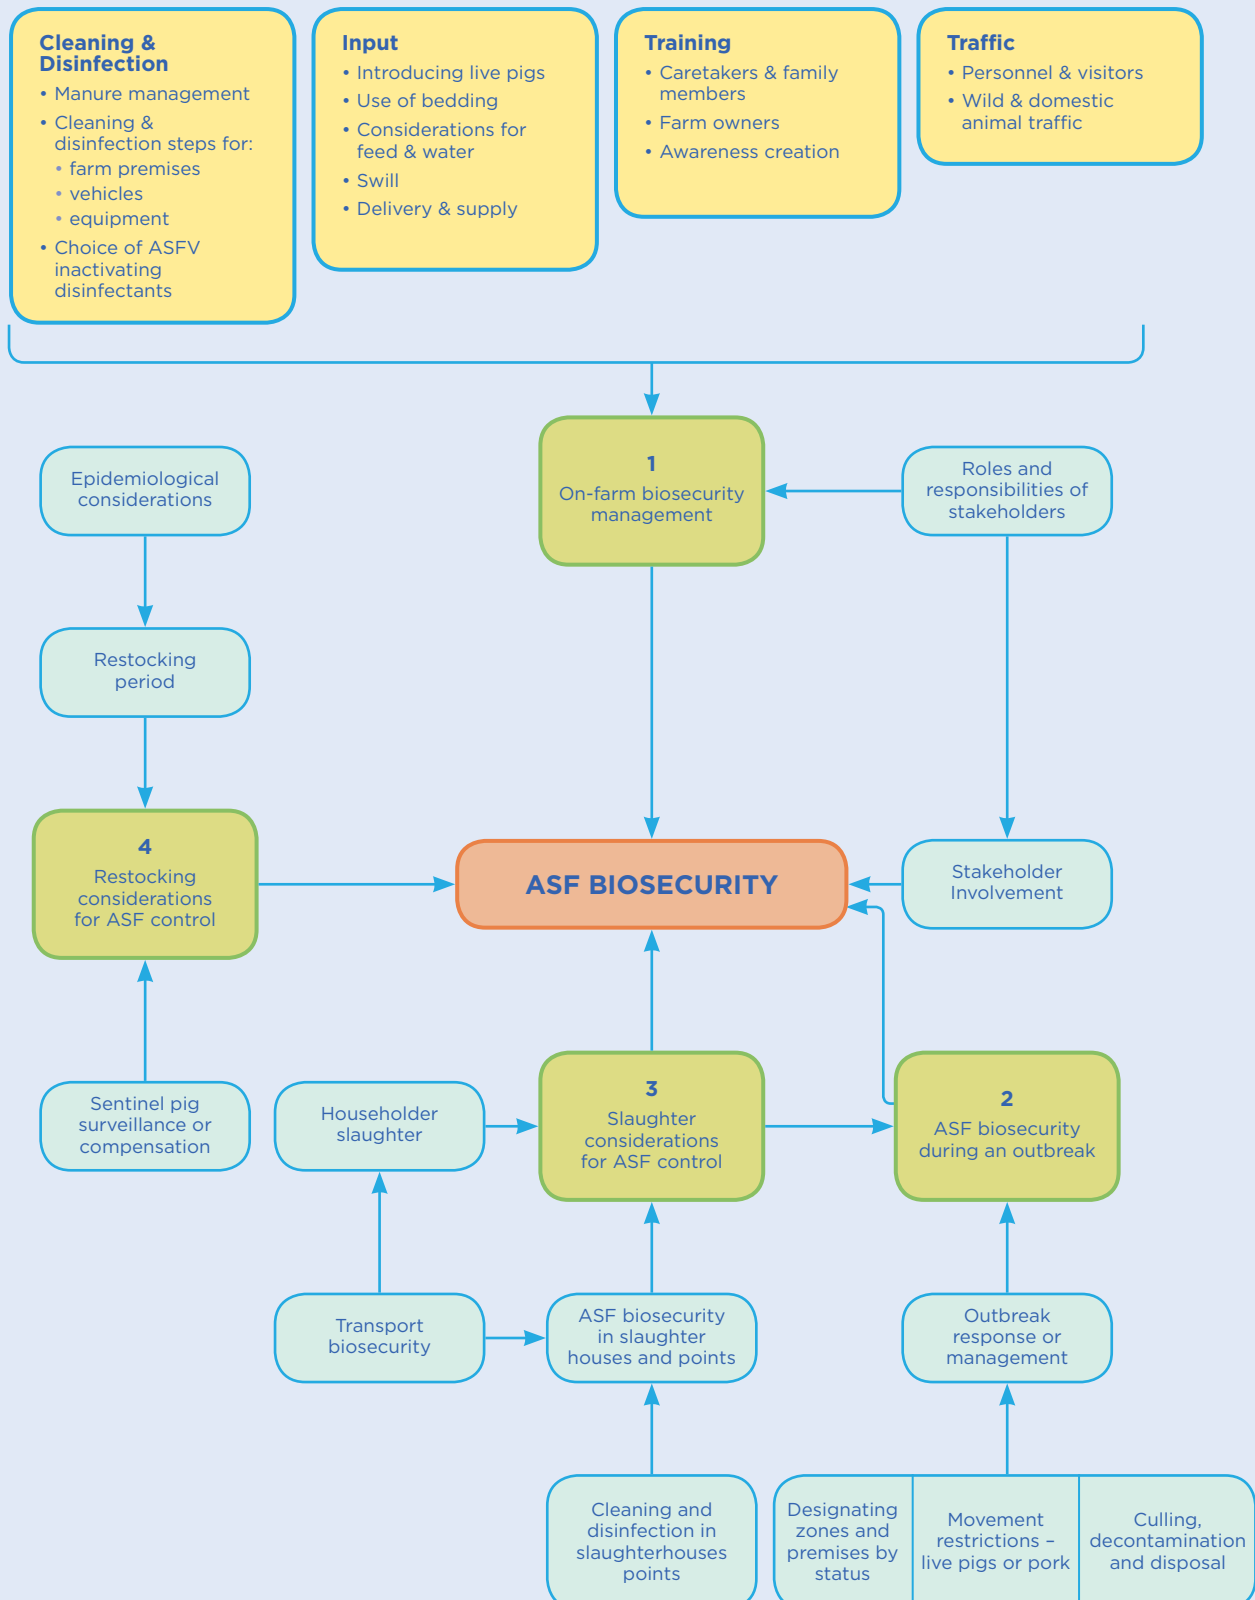 Cleaning &
Disinfection
• Manure management
• Cleaning &
disinfection steps for:
• farm premises
• vehicles
• equipment
• Choice of ASFV
inactivating
disinfectants
Input
• Introducing live pigs
• Use of bedding
• Considerations for
feed & water
• Swill
• Delivery & supply
Training
• Caretakers & family
members
• Farm owners
• Awareness creation
Traffic
• Personnel & visitors
• Wild & domestic
animal traffic
Epidemiological
considerations
1
On-farm biosecurity
management
Roles and
responsibilities of
stakeholders
Restocking
period
4
Restocking
considerations
for ASF control
ASF BIOSECURITY
Stakeholder
Involvement
Sentinel pig
surveillance or
compensation
Householder
slaughter
3
Slaughter
considerations
for ASF control
2
ASF biosecurity
during an outbreak
Transport
biosecurity
ASF biosecurity
in slaughter
houses and points
Outbreak
response or
management
Cleaning and
disinfection in
slaughterhouses
points
Designating
zones and
premises by
status
Movement
restrictions –
live pigs or pork
Culling,
decontamination
and disposal